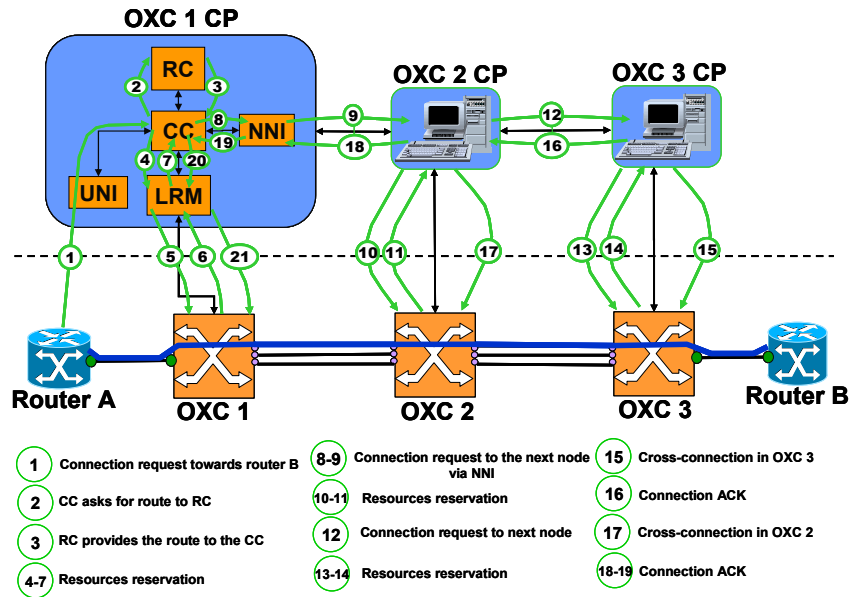 OXC 1 CP
OXC 2 CP
OXC 3 CP
RC
2
3
8
9
12
CC
NNI
18
16
19
4
7
20
UNI
LRM
1
5
6
21
10
11
17
13
14
15
Router A
OXC 1
OXC 2
OXC 3
Router B
1 Connection request towards router B
2 CC asks for route to RC
3 RC provides the route to the CC
4-7 Resources reservation
8-9 Connection request to the next node
via NNI
10-11 Resources reservation
12 Connection request to next node
13-14 Resources reservation
15 Cross-connection in OXC 3
16 Connection ACK
17 Cross-connection in OXC 2
18-19 Connection ACK